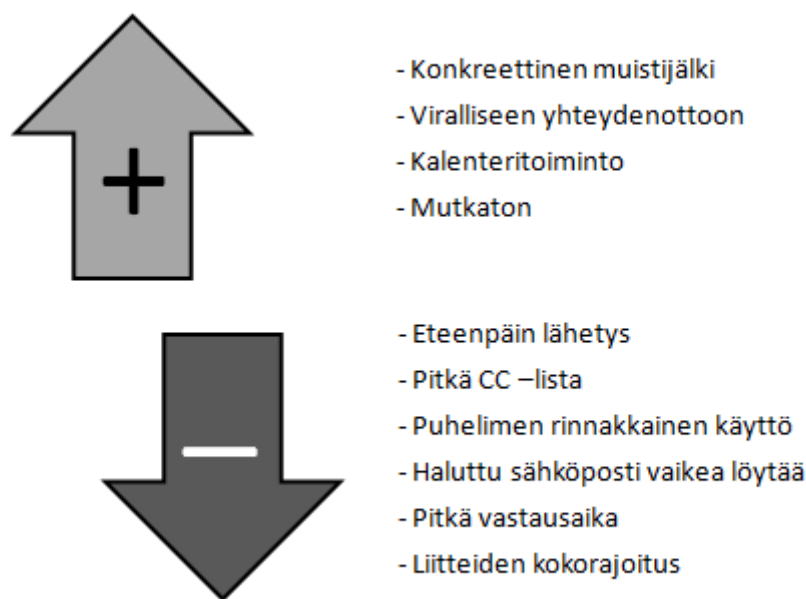 +
- Konkreettinen muistijälki
- Viralliseen yhteydenottoon
- Kalenteritoiminto
- Mutkaton
–
- Eteenpäin lähetys
- Pitkä CC –lista
- Puhelimen rinnakkainen käyttö
- Haluttu sähköposti vaikea löytää
- Pitkä vastausaika
- Liitteiden kokorajoitus